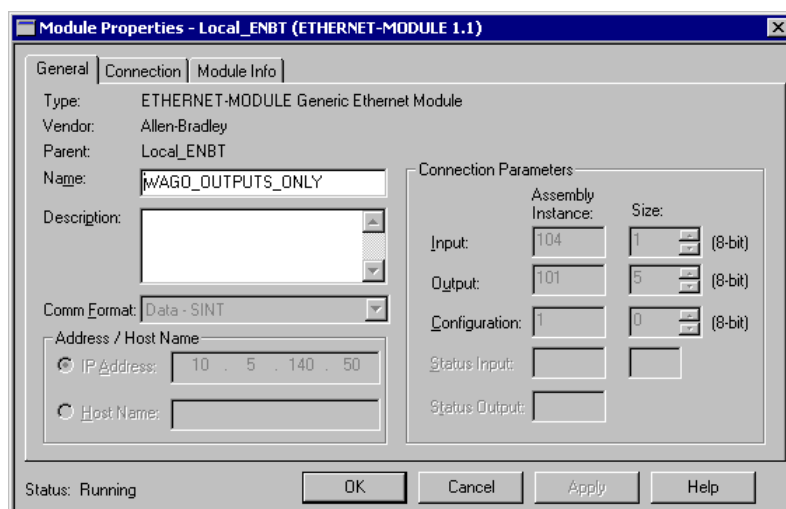 Module Properties - Local_ENBT (ETHERNET-MODULE 1.1)
General Connection Module Info
Type: ETHERNET-MODULE Generic Ethernet Module
Vendor: Allen-Bradley
Parent: Local_ENBT
Name: WAGO_OUTPUTS_ONLY
Description:
Comm Format: Data - SINT
Address / Host Name
IP Address: 10 . 5 . 140 . 50
Host Name:
Connection Parameters
Assembly
Instance: Size:
Input: 104 1 (8-bit)
Output: 101 5 (8-bit)
Configuration: 1 0 (8-bit)
Status Input:
Status Output:
Status: Running
OK Cancel Apply Help